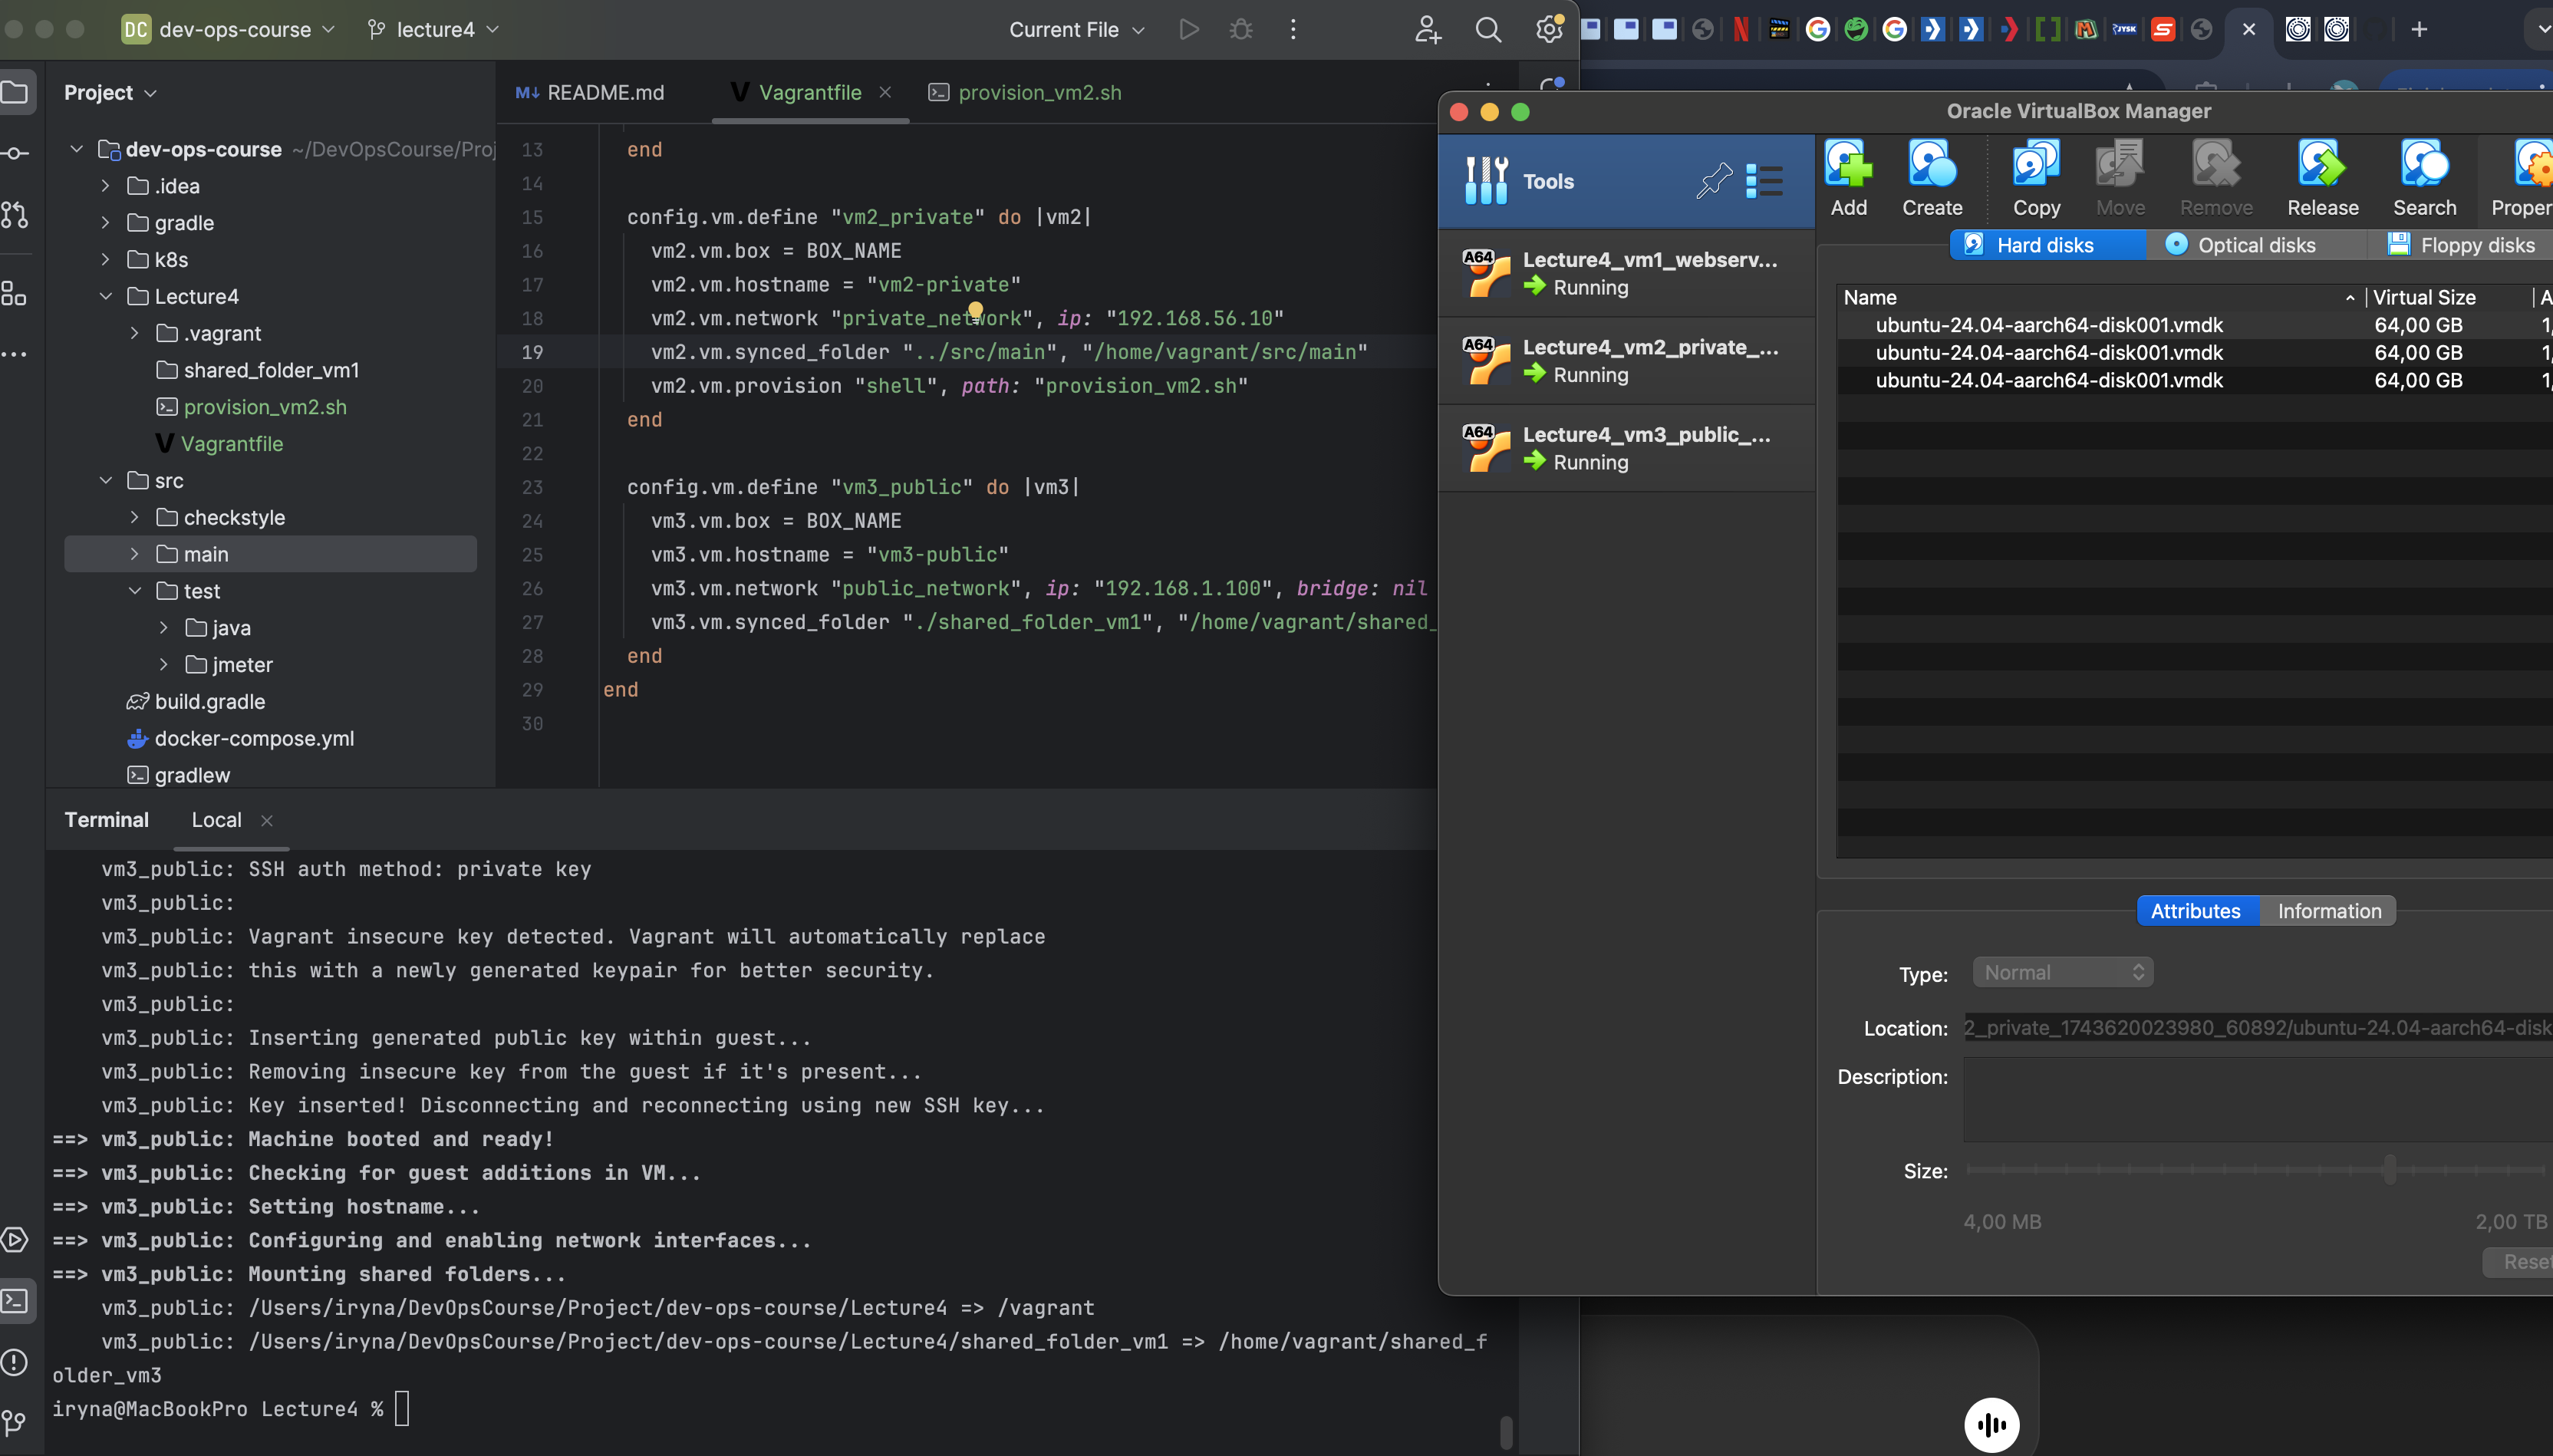 DC dev-ops-course lecture4 Current File
Project
dev-ops-course ~/DevOpsCourse/Proj
.idea
gradle
k8s
Lecture4
.vagrant
shared_folder_vm1
provision_vm2.sh
Vagrantfile
src
checkstyle
main
test
java
jmeter
build.gradle
docker-compose.yml
gradlew
M↓ README.md Vagrantfile provision_vm2.sh
13 end
14
15 config.vm.define "vm2_private" do |vm2|
16 vm2.vm.box = BOX_NAME
17 vm2.vm.hostname = "vm2-private"
18 vm2.vm.network "private_network", ip: "192.168.56.10"
19 vm2.vm.synced_folder "../src/main", "/home/vagrant/src/main"
20 vm2.vm.provision "shell", path: "provision_vm2.sh"
21 end
22
23 config.vm.define "vm3_public" do |vm3|
24 vm3.vm.box = BOX_NAME
25 vm3.vm.hostname = "vm3-public"
26 vm3.vm.network "public_network", ip: "192.168.1.100", bridge: nil
27 vm3.vm.synced_folder "./shared_folder_vm1", "/home/vagrant/shared_
28 end
29 end
30
Terminal Local
vm3_public: SSH auth method: private key
vm3_public:
vm3_public: Vagrant insecure key detected. Vagrant will automatically replace
vm3_public: this with a newly generated keypair for better security.
vm3_public:
vm3_public: Inserting generated public key within guest...
vm3_public: Removing insecure key from the guest if it's present...
vm3_public: Key inserted! Disconnecting and reconnecting using new SSH key...
==> vm3_public: Machine booted and ready!
==> vm3_public: Checking for guest additions in VM...
==> vm3_public: Setting hostname...
==> vm3_public: Configuring and enabling network interfaces...
==> vm3_public: Mounting shared folders...
vm3_public: /Users/iryna/DevOpsCourse/Project/dev-ops-course/Lecture4 => /vagrant
vm3_public: /Users/iryna/DevOpsCourse/Project/dev-ops-course/Lecture4/shared_folder_vm1 => /home/vagrant/shared_f
older_vm3
iryna@MacBookPro Lecture4 %
JYSK
Oracle VirtualBox Manager
Tools
A64 Lecture4_vm1_webserv...
Running
A64 Lecture4_vm2_private_...
Running
A64 Lecture4_vm3_public_...
Running
Add Create Copy Move Remove Release Search Proper
Hard disks Optical disks Floppy disks
Name Virtual Size A
ubuntu-24.04-aarch64-disk001.vmdk 64,00 GB 1,
ubuntu-24.04-aarch64-disk001.vmdk 64,00 GB 1,
ubuntu-24.04-aarch64-disk001.vmdk 64,00 GB 1,
Attributes Information
Type: Normal
Location: 2_private_1743620023980_60892/ubuntu-24.04-aarch64-disk
Description:
Size:
4,00 MB 2,00 TB
Reset